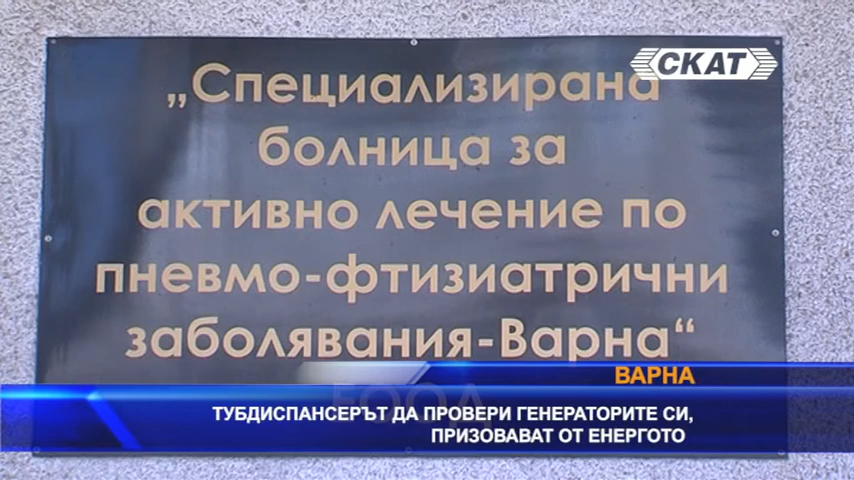 СКАТ
„Специализирана
болница за
активно лечение по
пневмо-фтизиатрични
заболявания-Варна“
ЕООД
ВАРНА
ТУБДИСПАНСЕРЪТ ДА ПРОВЕРИ ГЕНЕРАТОРИТЕ СИ,
ПРИЗОВАВАТ ОТ ЕНЕРГОТО